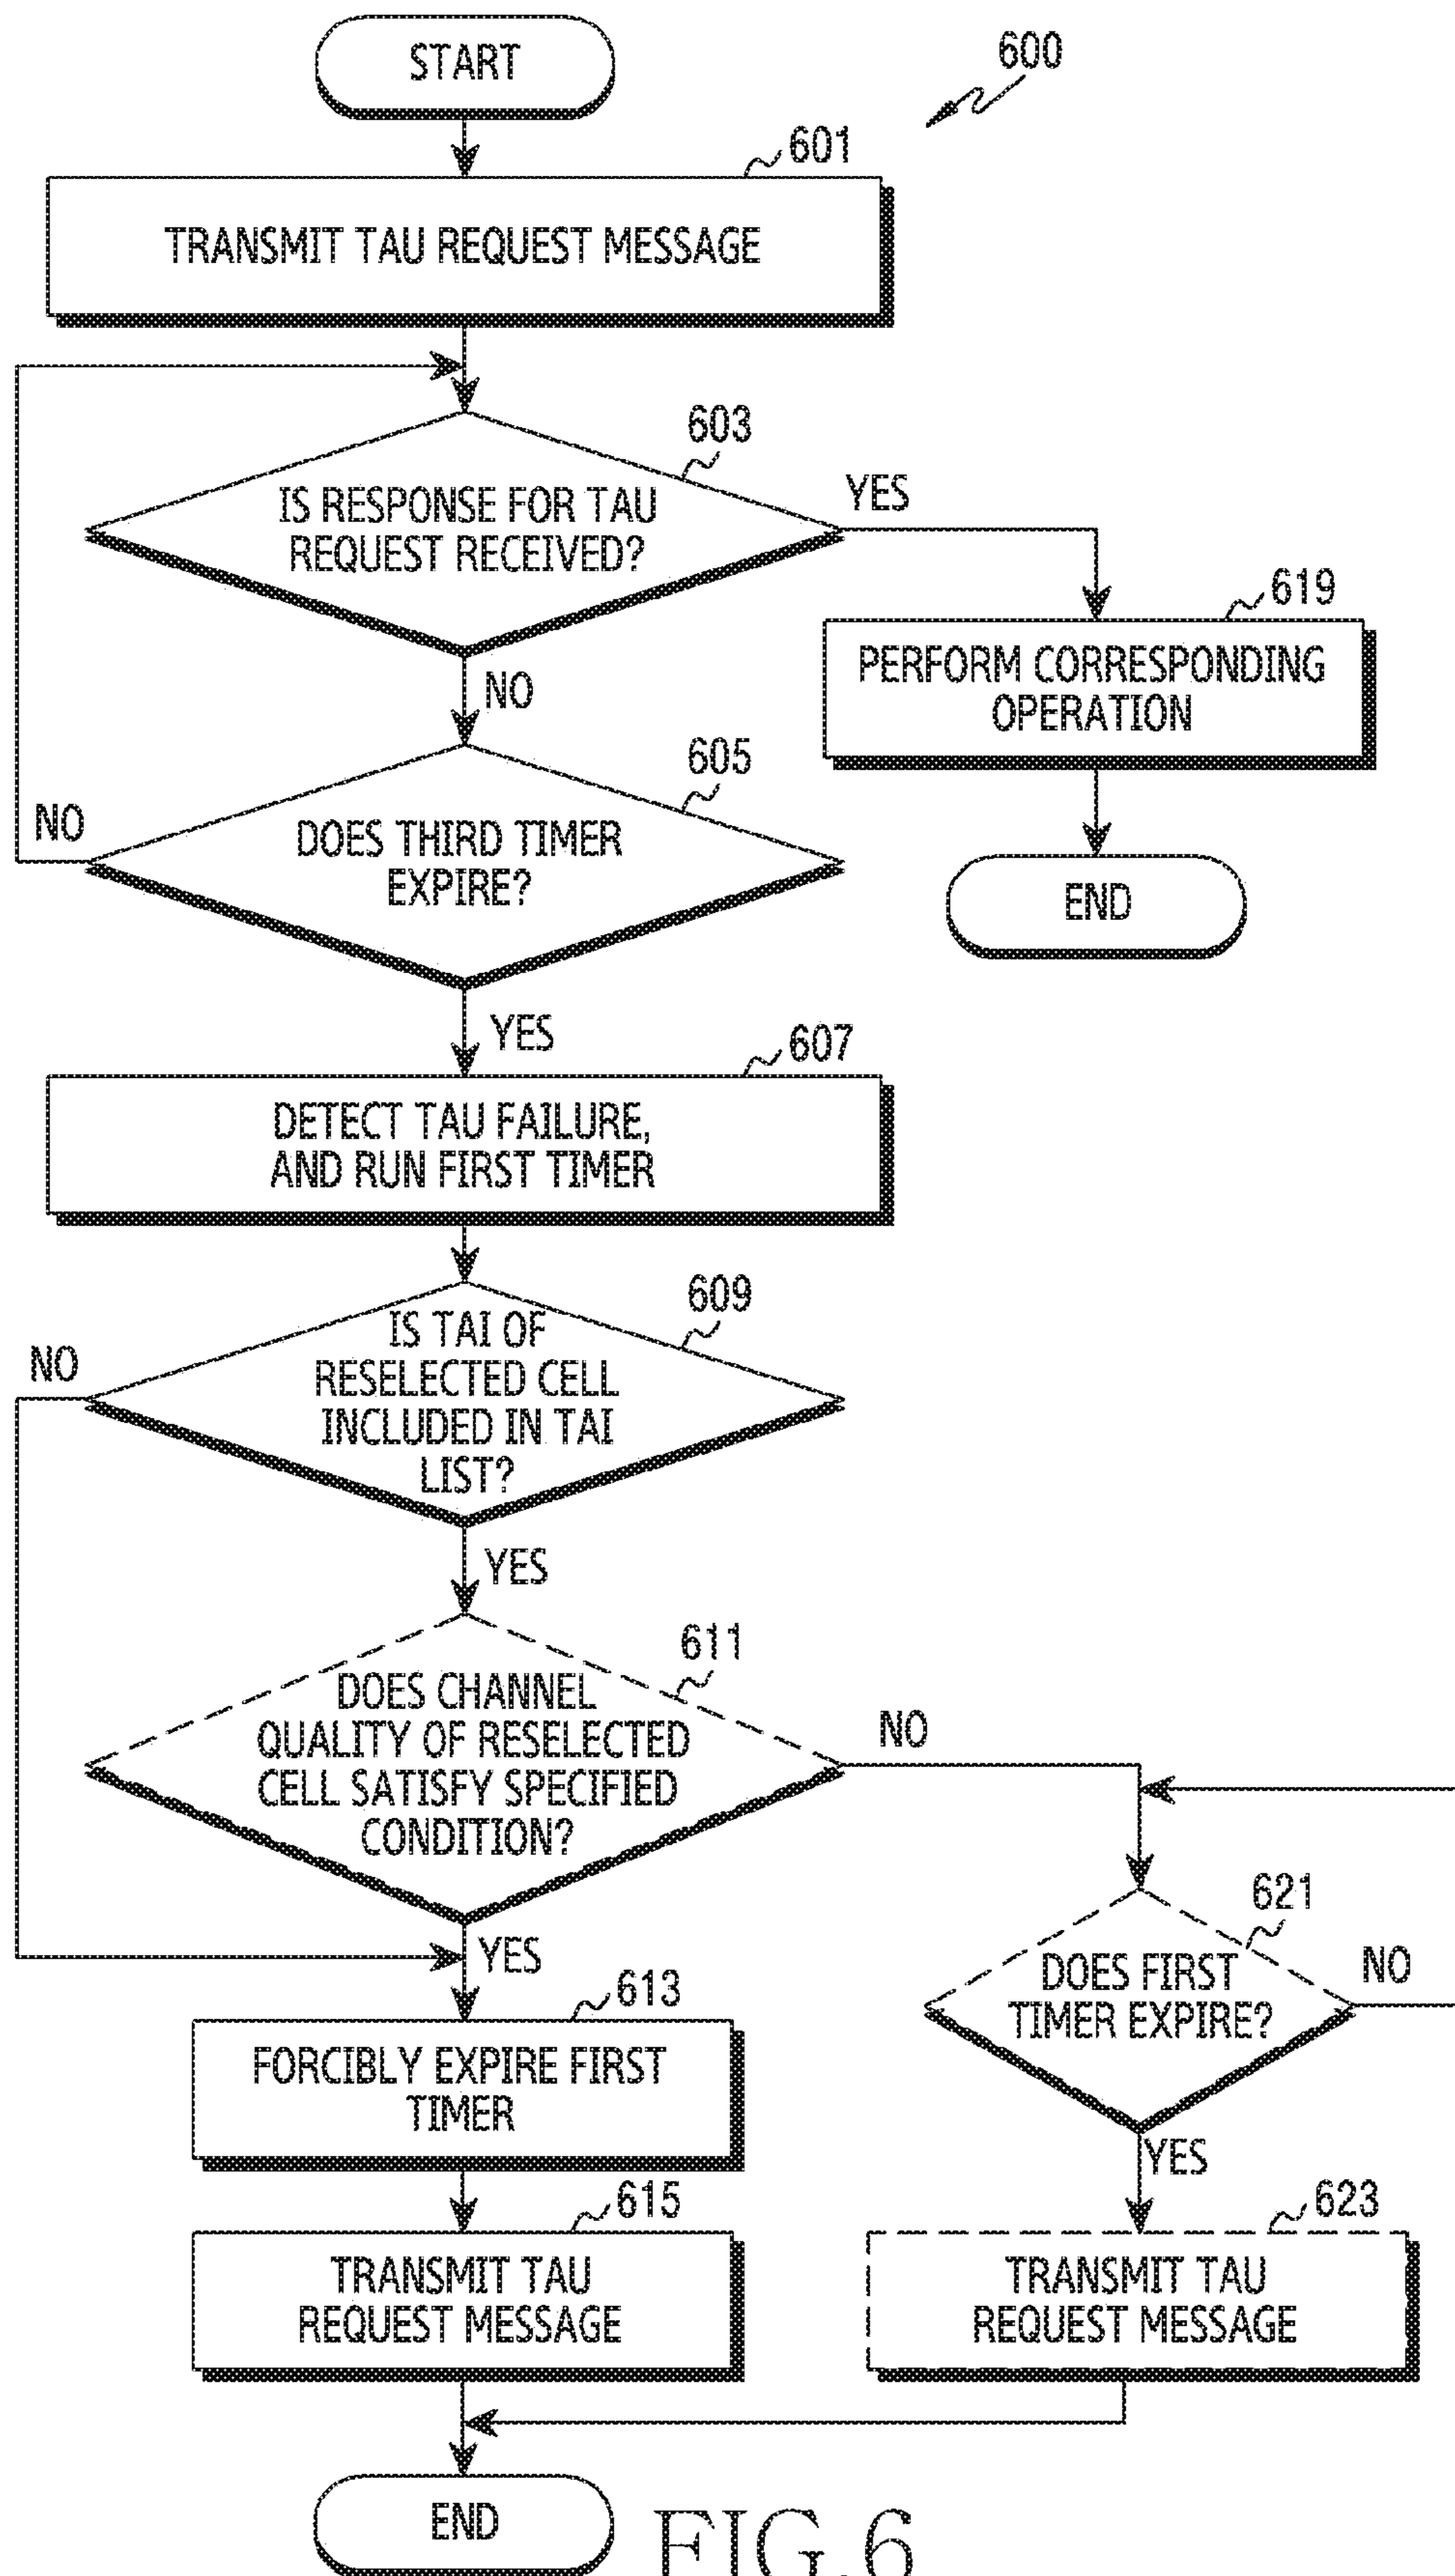 START
600
601
TRANSMIT TAU REQUEST MESSAGE
603
IS RESPONSE FOR TAU
REQUEST RECEIVED?
YES
NO
619
PERFORM CORRESPONDING
OPERATION
END
605
DOES THIRD TIMER
EXPIRE?
NO
YES
607
DETECT TAU FAILURE,
AND RUN FIRST TIMER
609
IS TAI OF
RESELECTED CELL
INCLUDED IN TAI
LIST?
NO
YES
611
DOES CHANNEL
QUALITY OF RESELECTED
CELL SATISFY SPECIFIED
CONDITION?
NO
YES
621
DOES FIRST
TIMER EXPIRE?
NO
YES
613
FORCIBLY EXPIRE FIRST
TIMER
615
TRANSMIT TAU
REQUEST MESSAGE
623
TRANSMIT TAU
REQUEST MESSAGE
END
FIG.6